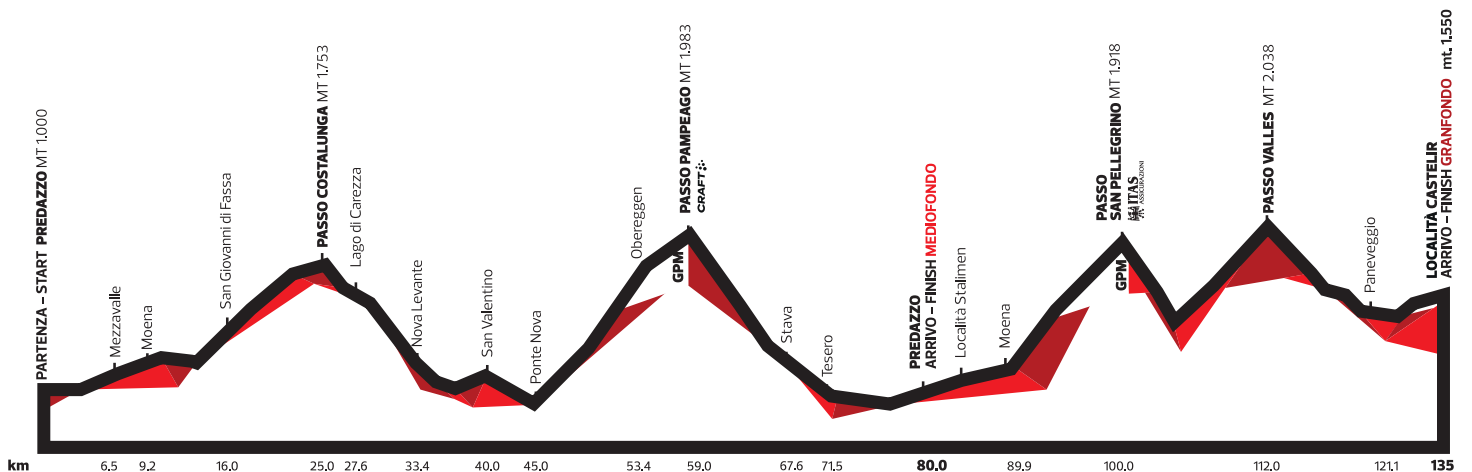 PARTENZA – START PREDAZZO MT 1.000
Mezzavalle
Moena
San Giovanni di Fassa
PASSO COSTALUNGA MT 1.753
Lago di Carezza
Nova Levante
San Valentino
Ponte Nova
Obereggen
GPM
PASSO PAMPEAGO MT 1.983
CRAFT
Stava
Tesero
PREDAZZO
ARRIVO – FINISH MEDIOFONDO
Località Stalimen
Moena
PASSO
SAN PELLEGRINO MT 1.918
GPM
ITAS
ASSICURAZIONI
PASSO VALLES MT 2.038
Paneveggio
LOCALITÀ CASTELIR
ARRIVO – FINISH GRANFONDO mt. 1.550
km 6.5 9.2 16.0 25.0 27.6 33.4 40.0 45.0 53.4 59.0 67.6 71.5 80.0 89.9 100.0 112.0 121.1 135